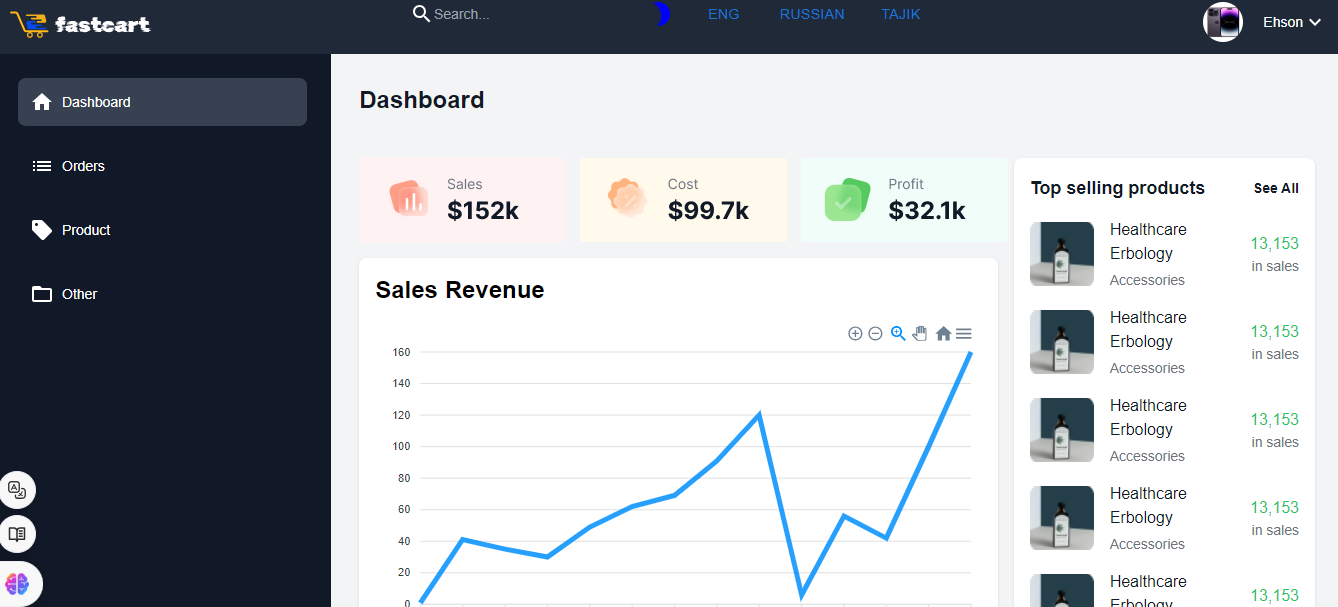 fastcart
Search...
ENG
RUSSIAN
TAJIK
Ehson
Dashboard
Orders
Product
Other
Dashboard
Sales
$152k
Cost
$99.7k
Profit
$32.1k
Sales Revenue
160
140
120
100
80
60
40
20
0
Top selling products
See All
Healthcare
Erbology
Accessories
13,153
in sales
Healthcare
Erbology
Accessories
13,153
in sales
Healthcare
Erbology
Accessories
13,153
in sales
Healthcare
Erbology
Accessories
13,153
in sales
Healthcare
Erbology
13,153